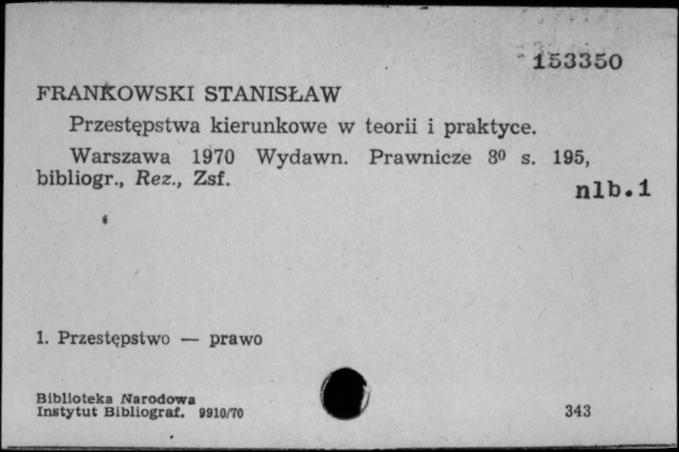 153350
FRANKOWSKI STANISŁAW
Przestępstwa kierunkowe w teorii i praktyce.
Warszawa 1970 Wydawn. Prawnicze 8⁰ s. 195,
bibliogr., Rez., Zsf.
nlb.1
1. Przestępstwo — prawo
Biblioteka Narodowa
Instytut Bibliograf. 9910/70
343